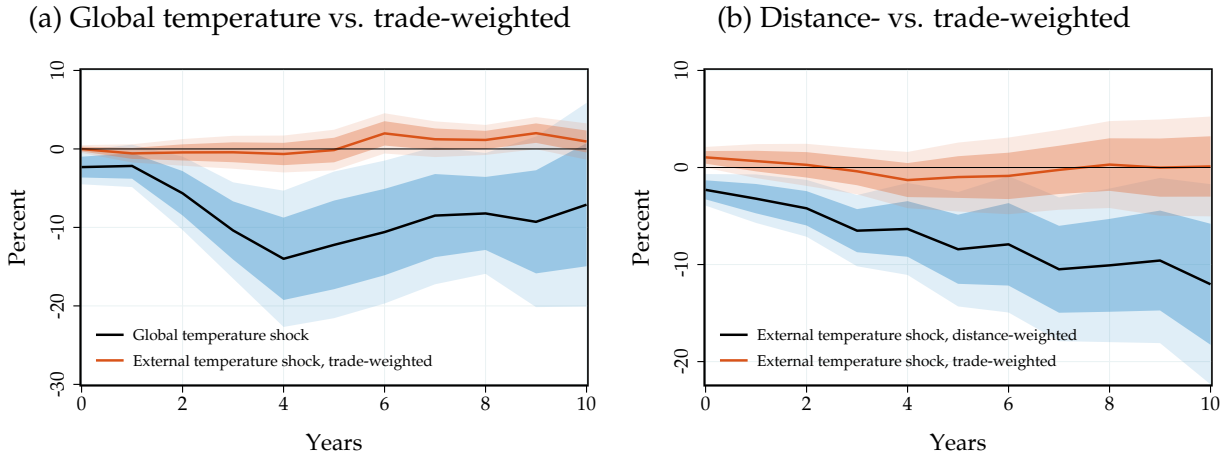 (a) Global temperature vs. trade-weighted
10
0
-10
-20
-30
Percent
Global temperature shock
External temperature shock, trade-weighted
0 2 4 6 8 10
Years
(b) Distance- vs. trade-weighted
10
0
-10
-20
Percent
External temperature shock, distance-weighted
External temperature shock, trade-weighted
0 2 4 6 8 10
Years